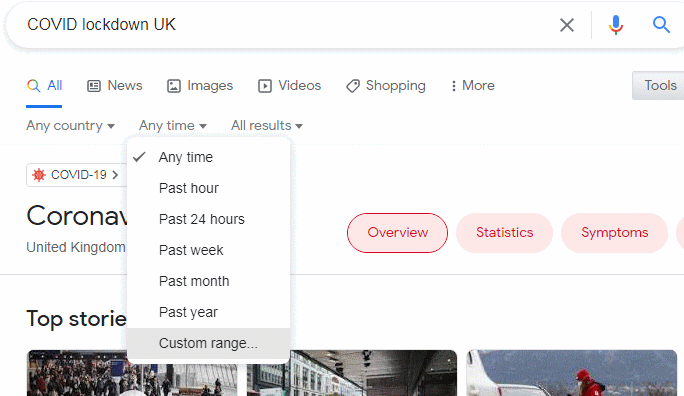 COVID lockdown UK
All News Images Videos Shopping More Tools
Any country Any time All results
Any time
Past hour
Past 24 hours
Past week
Past month
Past year
Custom range...
COVID-19
Coronav
United Kingdom
Overview Statistics Symptoms
Top storie